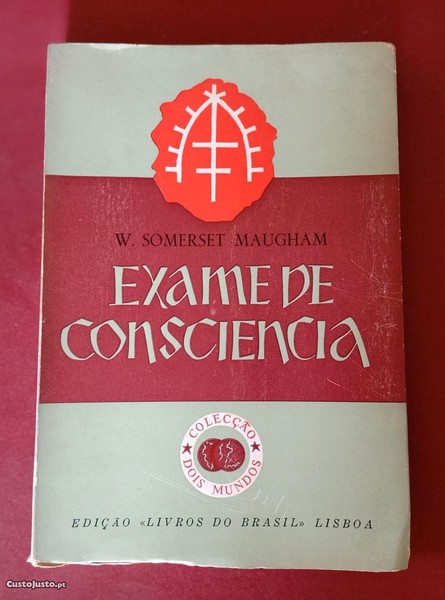 W. SOMERSET MAUGHAM
EXAME DE
CONSCIENCIA
COLECÇÃO
DOIS MUNDOS
EDIÇÃO «LIVROS DO BRASIL» LISBOA
CustoJusto.pt